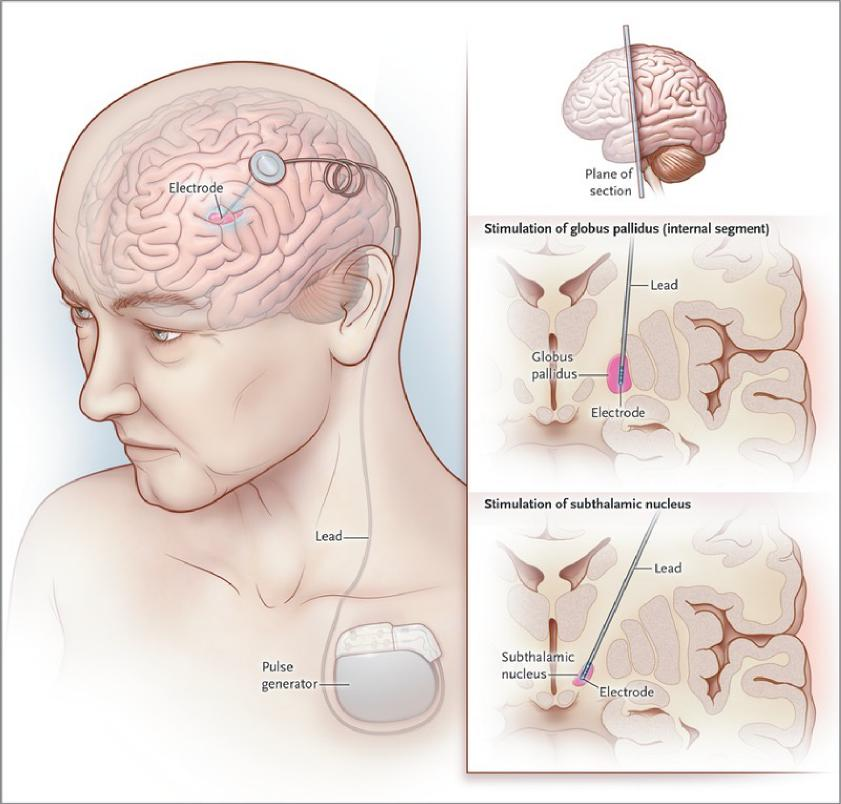 Electrode
Lead
Pulse
generator
Plane of
section
Stimulation of globus pallidus (internal segment)
Lead
Globus
pallidus
Electrode
Stimulation of subthalamic nucleus
Lead
Subthalamic
nucleus
Electrode